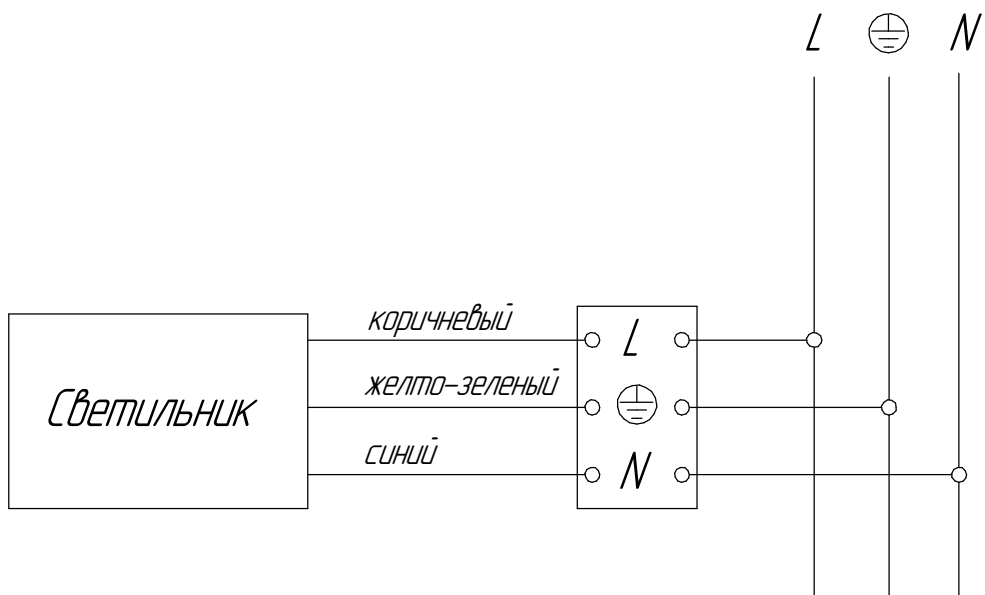 L N
коричневый
L
желто-зеленый
Светильник
синий
N